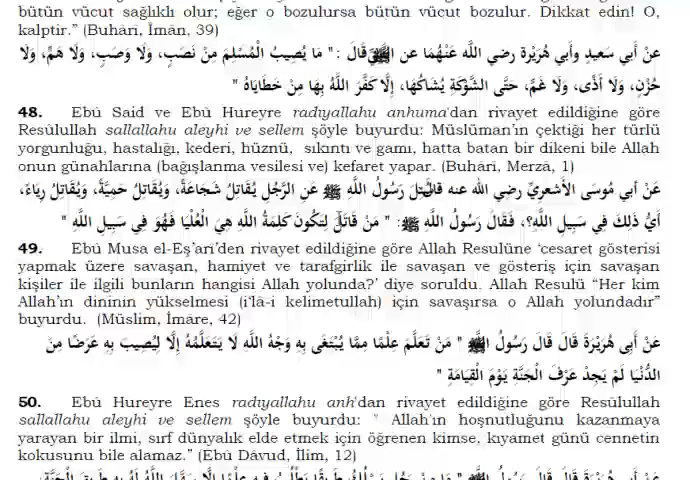 bütün vücut sağlıklı olur; eğer o bozulursa bütün vücut bozulur. Dikkat edin! O,
kalptir.” (Buhârî, Îmân, 39)
عَنْ أَبي سَعيدٍ وأَبي هُرَيْرة رضي اللَّه عَنْهُمَا عن النبي ﷺ قَالَ : " مَا يُصِيبُ الْمُسْلِمَ مِنْ نَصَبٍ، وَلَا وَصَبٍ، وَلَا هَمٍّ، وَلَا
حُزْنٍ، وَلَا أَذًى، وَلَا غَمٍّ، حَتَّى الشَّوْكَةِ يُشَاكُهَا، إِلَّا كَفَّرَ اللَّهُ بِهَا مِنْ خَطَايَاهُ "
48. Ebû Said ve Ebû Hureyre radıyallahu anhuma'dan rivayet edildiğine göre
Resûlullah sallallahu aleyhi ve sellem şöyle buyurdu: Müslüman’ın çektiği her türlü
yorgunluğu, hastalığı, kederi, hüznü, sıkıntı ve gamı, hatta batan bir dikeni bile Allah
onun günahlarına (bağışlanma vesilesi ve) kefaret yapar. (Buhârî, Merzâ, 1)
عَنْ أبي مُوسَى الأشعريِّ رضي الله عنه قَالَ سُئِلَ رَسُولُ اللَّهِ ﷺ عَنِ الرَّجُلِ يُقَاتِلُ شَجَاعَةً، وَيُقَاتِلُ حَمِيَّةً، وَيُقَاتِلُ رِيَاءً،
أَيُّ ذَلِكَ فِي سَبِيلِ اللَّهِ؟، فَقَالَ رَسُولُ اللَّهِ ﷺ: " مَنْ قَاتَلَ لِتَكُونَ كَلِمَةُ اللَّهِ هِيَ الْعُلْيَا فَهُوَ فِي سَبِيلِ اللَّهِ "
49. Ebû Musa el-Eş’arî’den rivayet edildiğine göre Allah Resulüne ‘cesaret gösterisi
yapmak üzere savaşan, hamiyet ve tarafgirlik ile savaşan ve gösteriş için savaşan
kişiler ile ilgili bunların hangisi Allah yolunda?’ diye soruldu. Allah Resulü “Her kim
Allah’ın dininin yükselmesi (i‘lâ-i kelimetullah) için savaşırsa o Allah yolundadır”
buyurdu. (Müslim, İmâre, 42)
عَنْ أَبِي هُرَيْرَةَ قَالَ قَالَ رَسُولُ اللَّهِ ﷺ " مَنْ تَعَلَّمَ عِلْمًا مِمَّا يُبْتَغَى بِهِ وَجْهُ اللَّهِ لَا يَتَعَلَّمُهُ إِلَّا لِيُصِيبَ بِهِ عَرَضًا مِنَ
الدُّنْيَا لَمْ يَجِدْ عَرْفَ الْجَنَّةِ يَوْمَ الْقِيَامَةِ "
50. Ebû Hureyre Enes radıyallahu anh'dan rivayet edildiğine göre Resûlullah
sallallahu aleyhi ve sellem şöyle buyurdu: " Allah’ın hoşnutluğunu kazanmaya
yarayan bir ilmi, sırf dünyalık elde etmek için öğrenen kimse, kıyamet günü cennetin
kokusunu bile alamaz.” (Ebû Dâvud, İlim, 12)